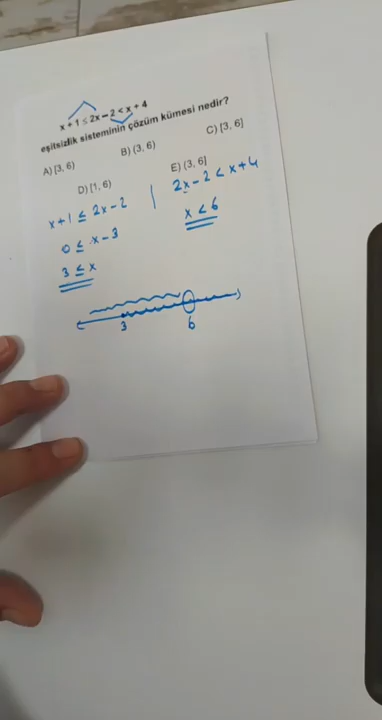 x + 1 ≤ 2x – 2 < x + 4
eşitsizlik sisteminin çözüm kümesi nedir?
A) [3, 6)
B) (3, 6)
C) [3, 6]
D) [1, 6)
E) (3, 6]
x+1 ≤ 2x-2
2x-2 < x+4
0 ≤ x-3
x < 6
3 ≤ x
3
6